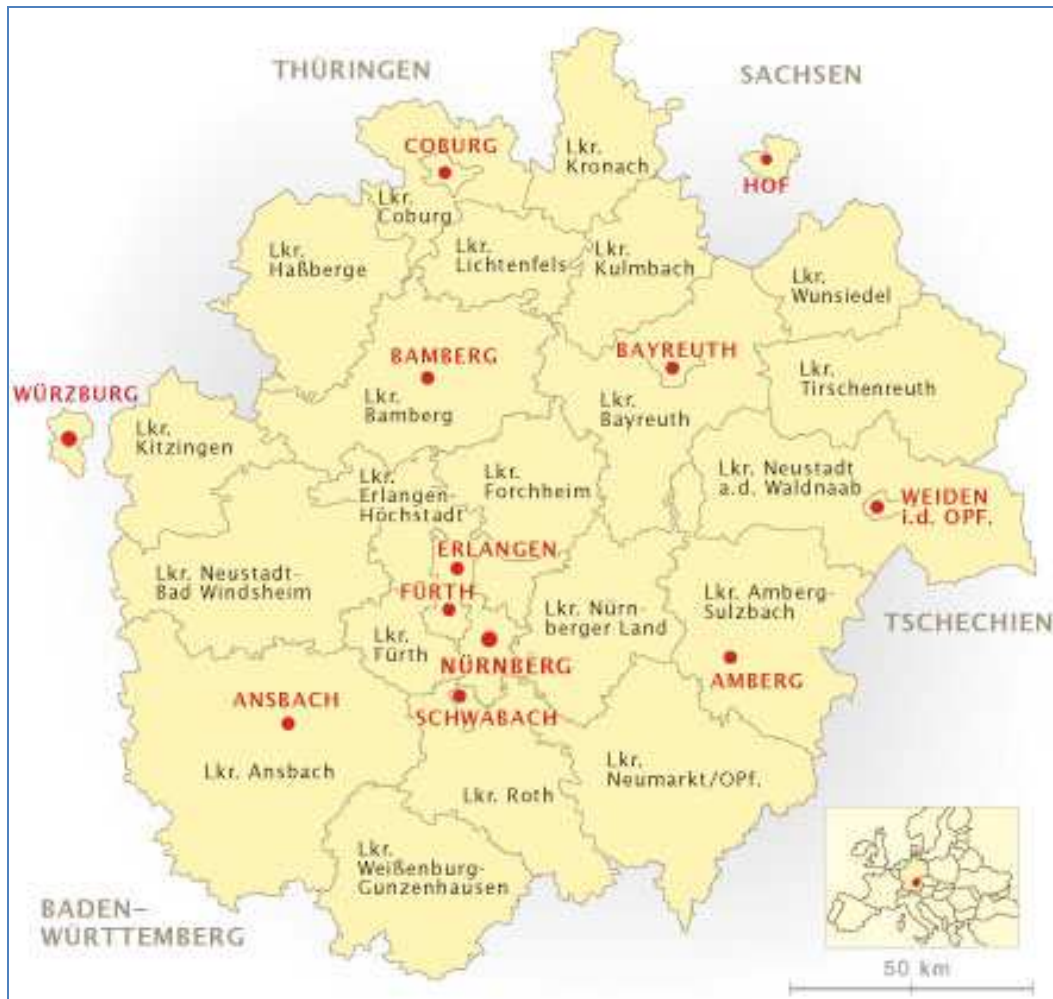 THÜRINGEN
SACHSEN
COBURG
Lkr.
Kronach
HOF
Lkr.
Coburg
Lkr.
Haßberge
Lkr.
Lichtenfels
Lkr.
Kulmbach
Lkr.
Wunsiedel
BAMBERG
BAYREUTH
WÜRZBURG
Lkr.
Bamberg
Lkr.
Bayreuth
Lkr.
Tirschenreuth
Lkr.
Kitzingen
Lkr.
Erlangen-
Höchstadt
Lkr.
Forchheim
Lkr. Neustadt
a.d. Waldnaab
WEIDEN
i.d. OPF.
ERLANGEN
Lkr. Neustadt-
Bad Windsheim
FÜRTH
Lkr. Nürn-
berger Land
Lkr. Amberg-
Sulzbach
TSCHECHIEN
Lkr.
Fürth
NÜRNBERG
AMBERG
ANSBACH
SCHWABACH
Lkr. Ansbach
Lkr.
Neumarkt/OPf.
Lkr. Roth
Lkr.
Weißenburg-
Gunzenhausen
BADEN-
WÜRTTEMBERG
50 km